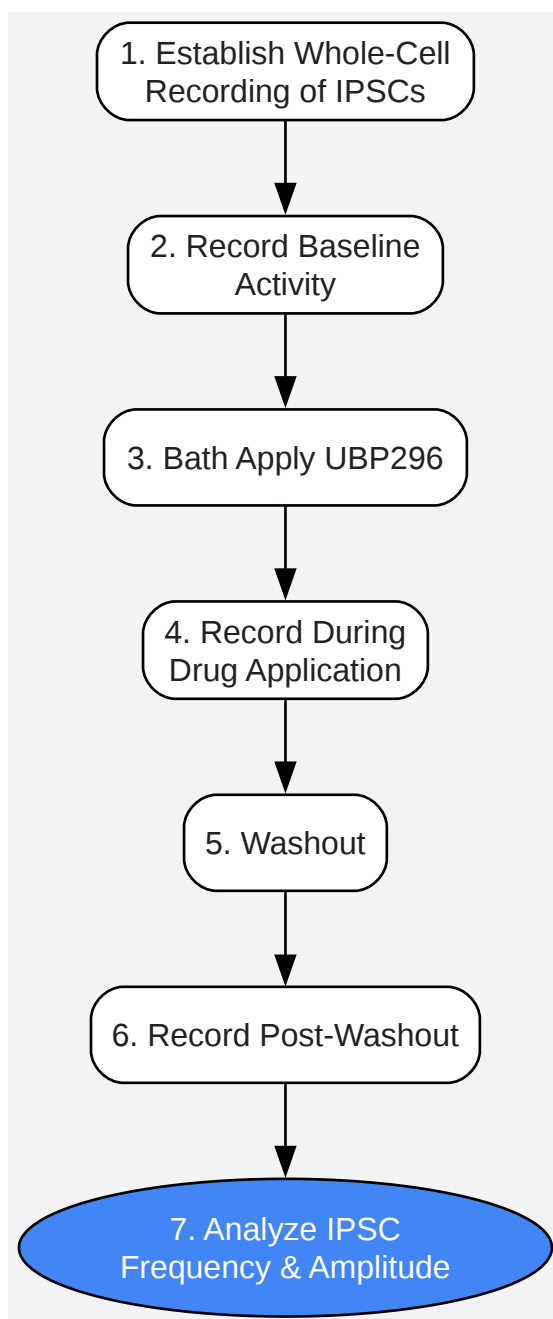 1. Establish Whole-Cell
Recording of IPSCs
2. Record Baseline
Activity
3. Bath Apply UBP296
4. Record During
Drug Application
5. Washout
6. Record Post-Washout
7. Analyze IPSC
Frequency & Amplitude